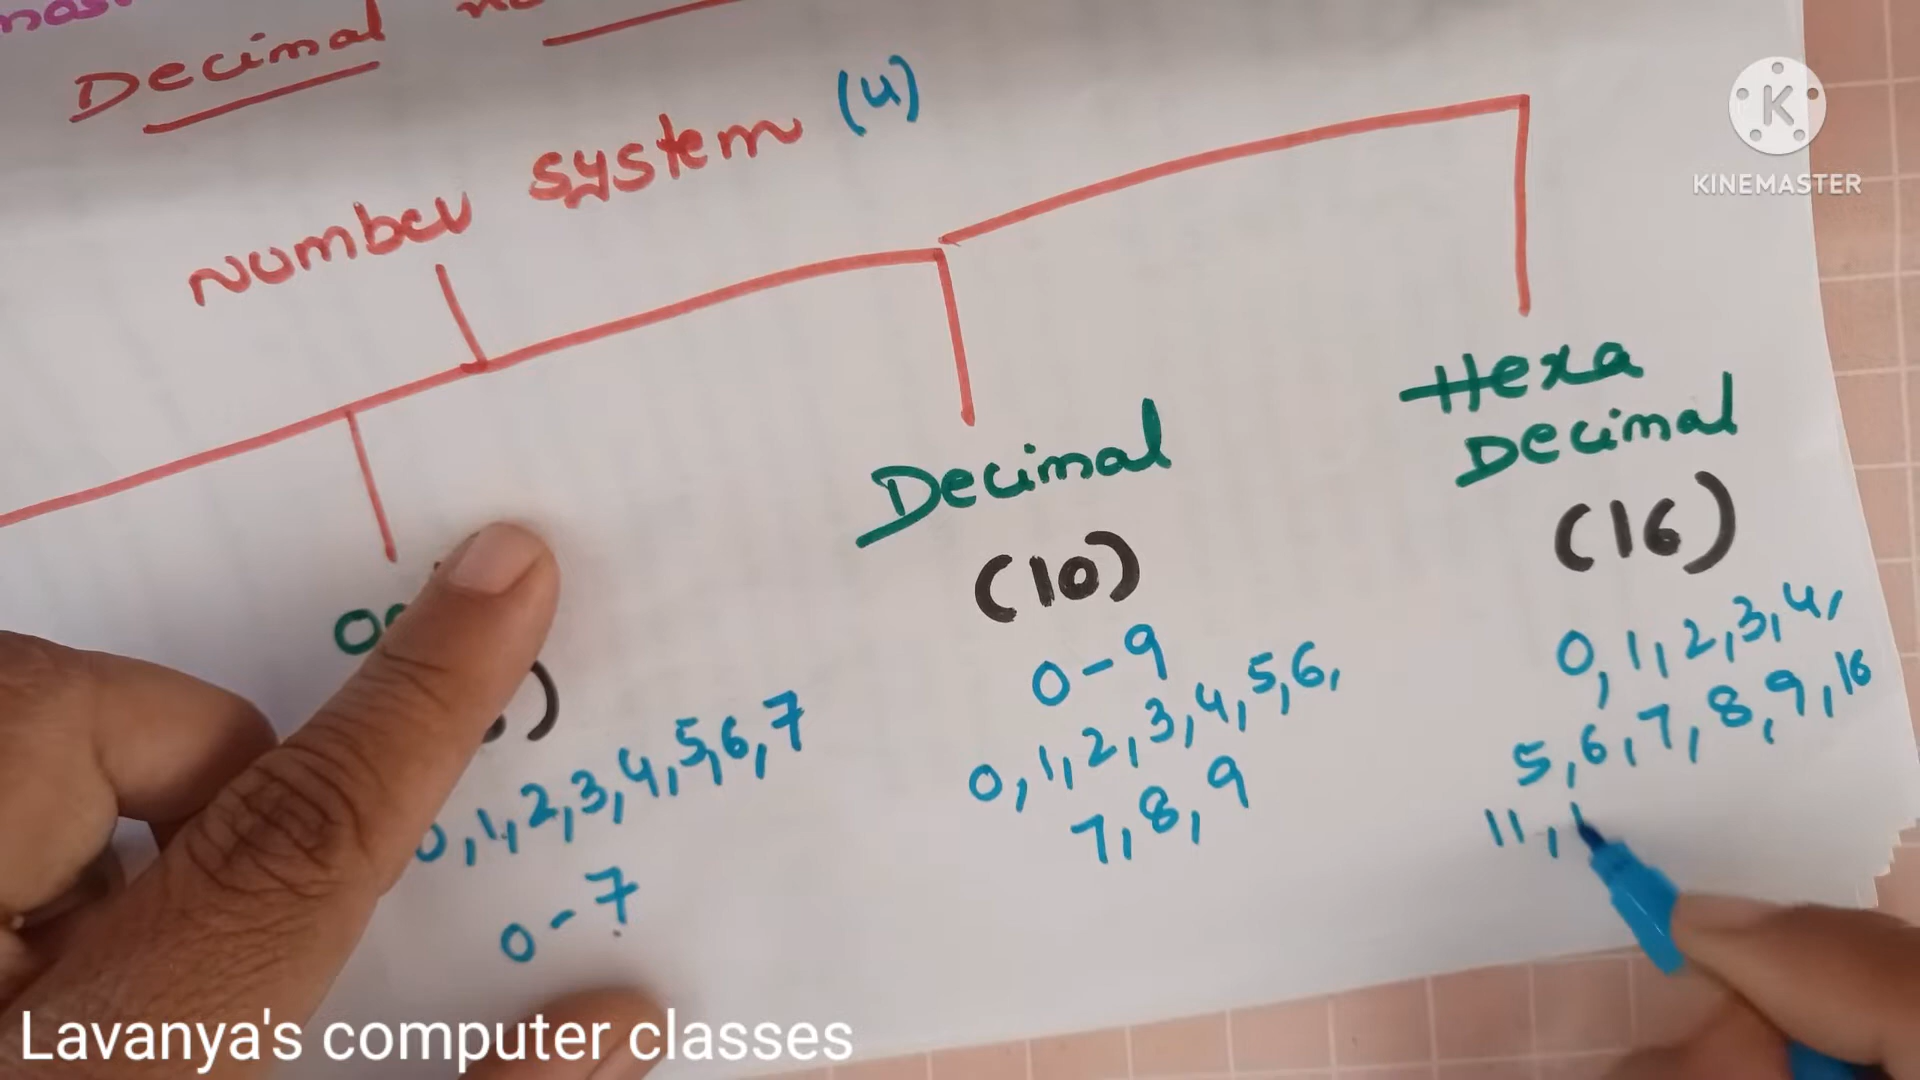 Decimal
number system (4)
Hexa
Decimal
Decimal
(16)
(10)
0,1,2,3,4,
5,6,7,8,9,10
11,1
0-9
0,1,2,3,4,5,6,
7,8,9
0,1,2,3,4,5,6,7
0-7
KINEMASTER
Lavanya's computer classes